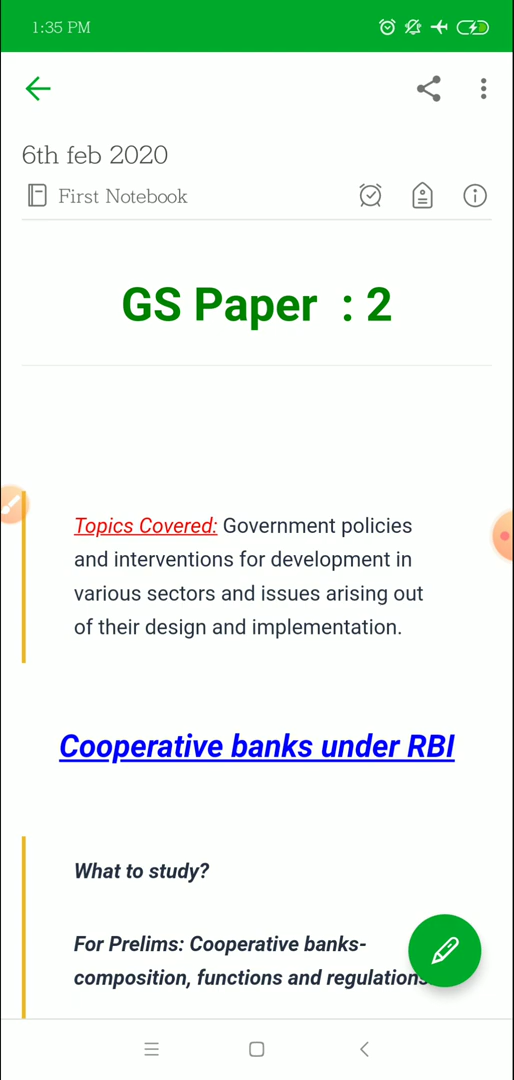 1:35 PM
6th feb 2020
First Notebook
GS Paper : 2
Topics Covered: Government policies
and interventions for development in
various sectors and issues arising out
of their design and implementation.
Cooperative banks under RBI
What to study?
For Prelims: Cooperative banks-
composition, functions and regulations